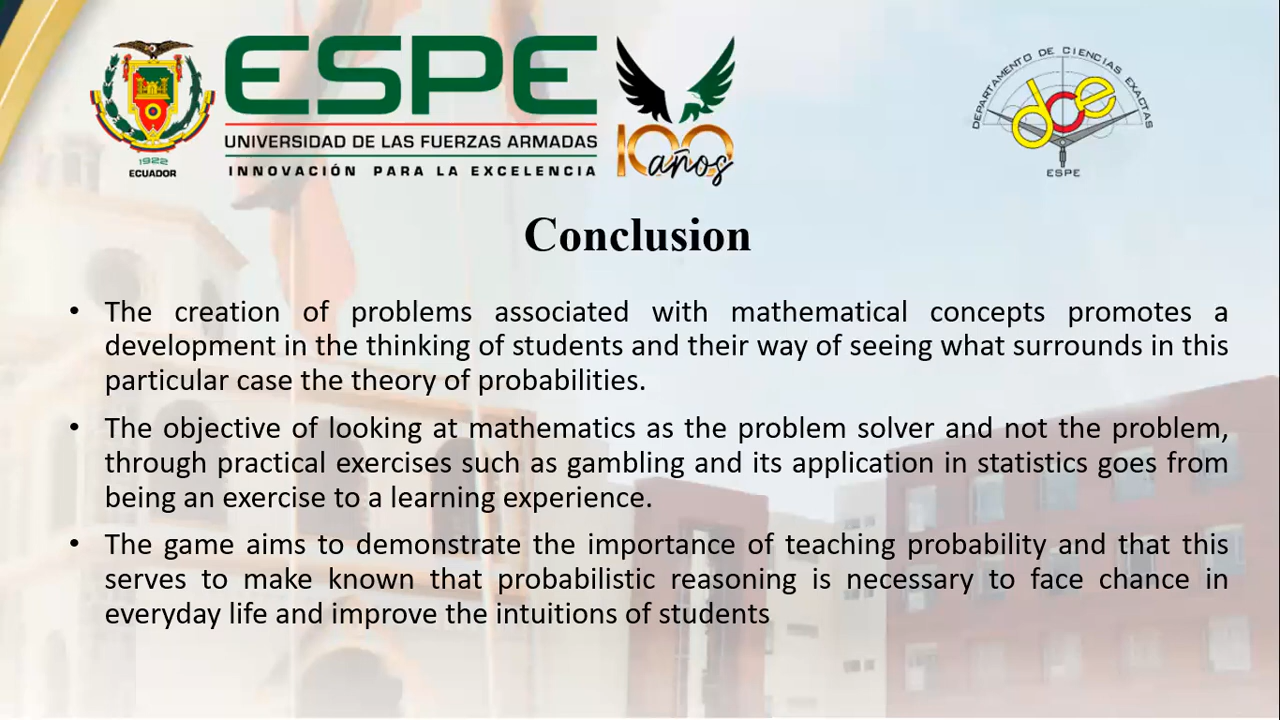 ESPE
UNIVERSIDAD DE LAS FUERZAS ARMADAS
INNOVACIÓN PARA LA EXCELENCIA
1922
ECUADOR
100
años
DEPARTAMENTO DE CIENCIAS EXACTAS
dce
ESPE
Conclusion
• The creation of problems associated with mathematical concepts promotes a
development in the thinking of students and their way of seeing what surrounds in this
particular case the theory of probabilities.
• The objective of looking at mathematics as the problem solver and not the problem,
through practical exercises such as gambling and its application in statistics goes from
being an exercise to a learning experience.
• The game aims to demonstrate the importance of teaching probability and that this
serves to make known that probabilistic reasoning is necessary to face chance in
everyday life and improve the intuitions of students